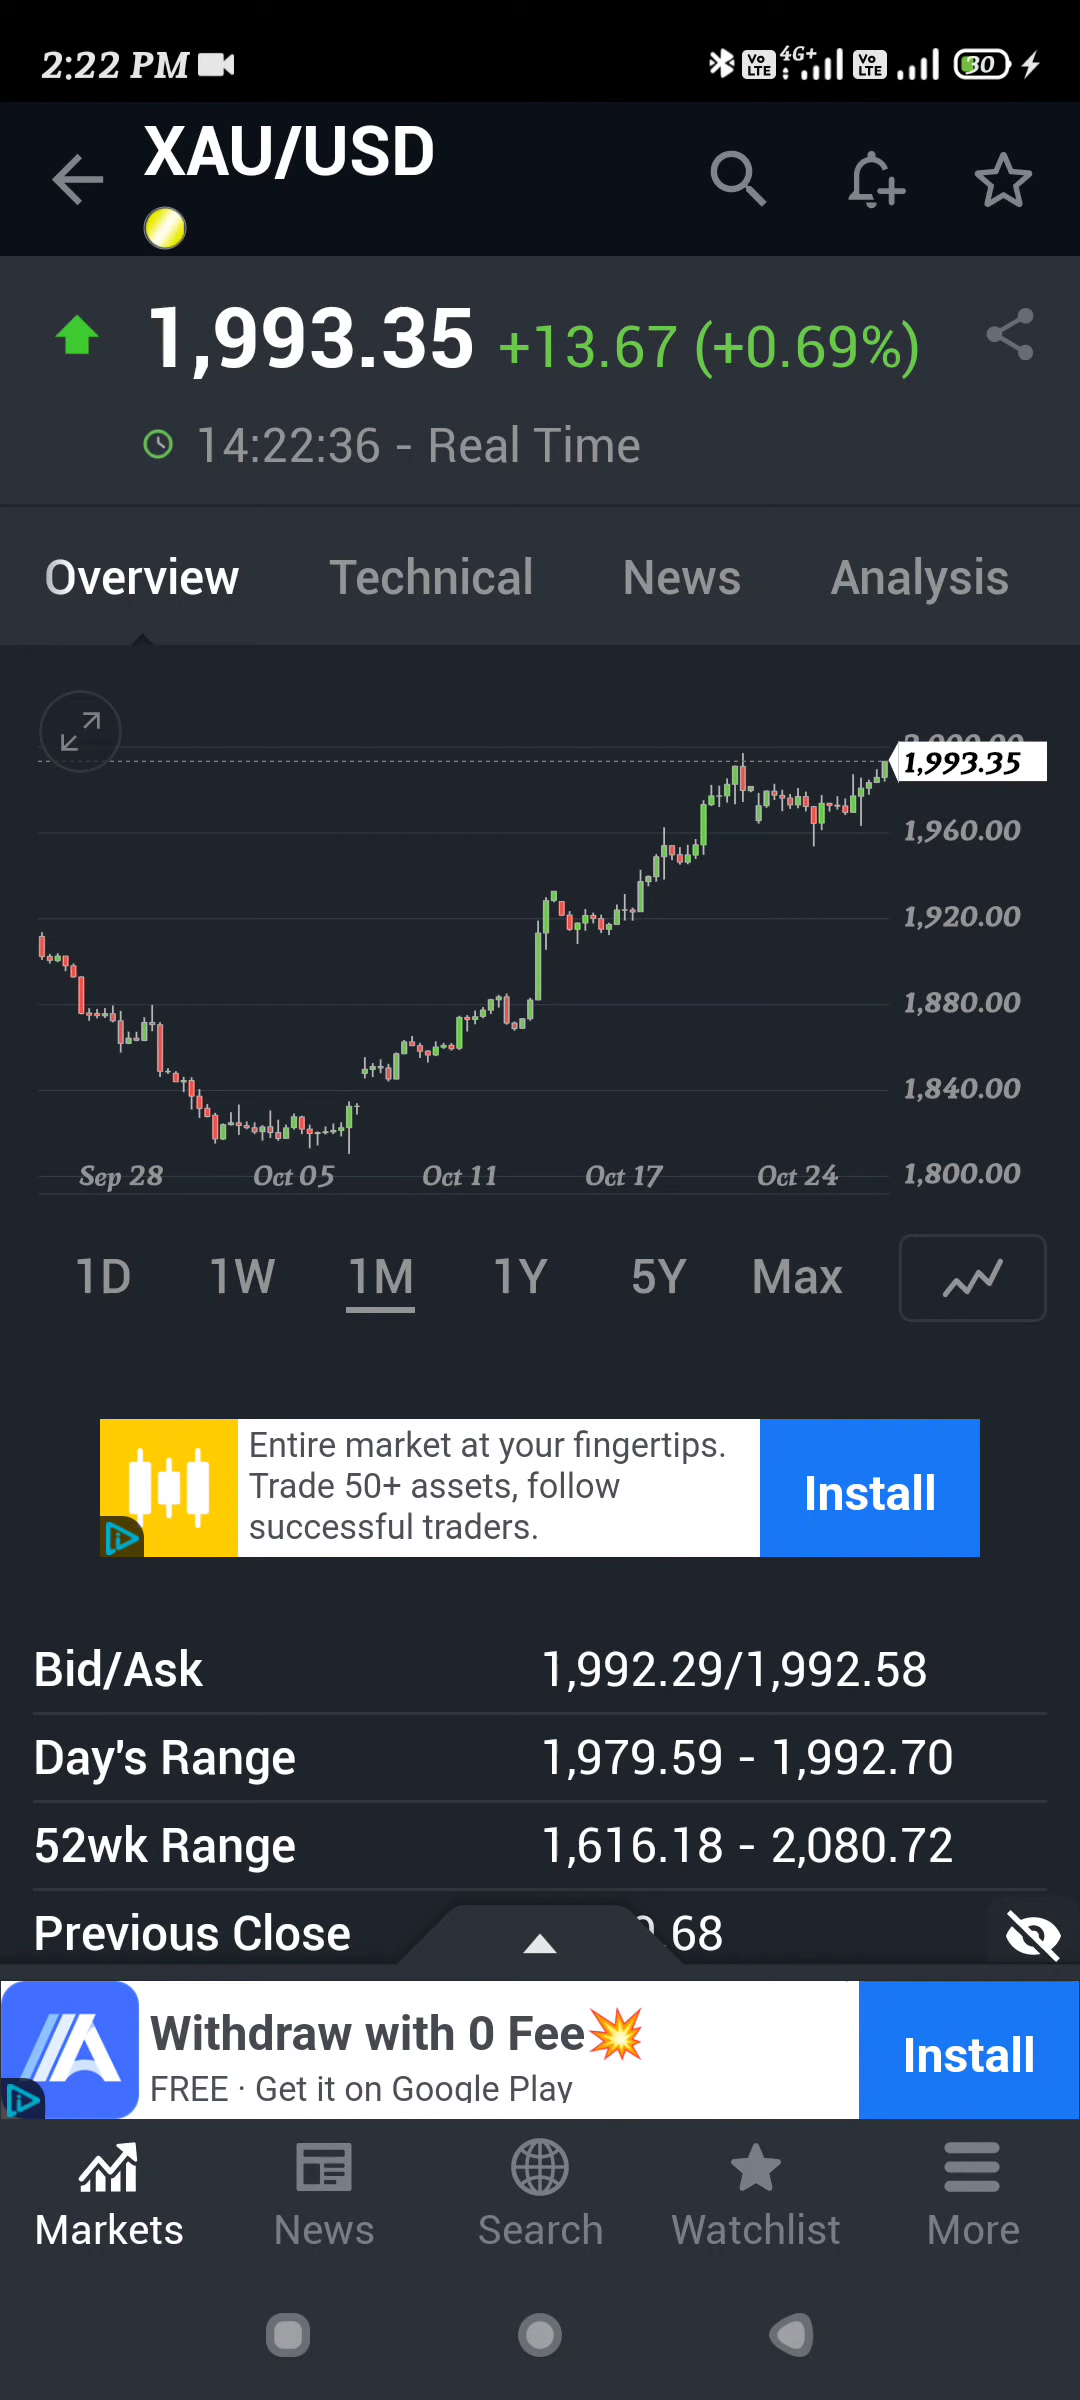 2:22 PM
Vo LTE 4G+ Vo LTE 30
XAU/USD
1,993.35 +13.67 (+0.69%)
14:22:36 - Real Time
Overview Technical News Analysis
1,993.35
1,960.00
1,920.00
1,880.00
1,840.00
1,800.00
Sep 28 Oct 05 Oct 11 Oct 17 Oct 24
1D 1W 1M 1Y 5Y Max
Entire market at your fingertips.
Trade 50+ assets, follow
successful traders.
Install
Bid/Ask 1,992.29/1,992.58
Day's Range 1,979.59 - 1,992.70
52wk Range 1,616.18 - 2,080.72
Previous Close .68
Withdraw with 0 Fee💥
FREE · Get it on Google Play
Install
Markets News Search Watchlist More